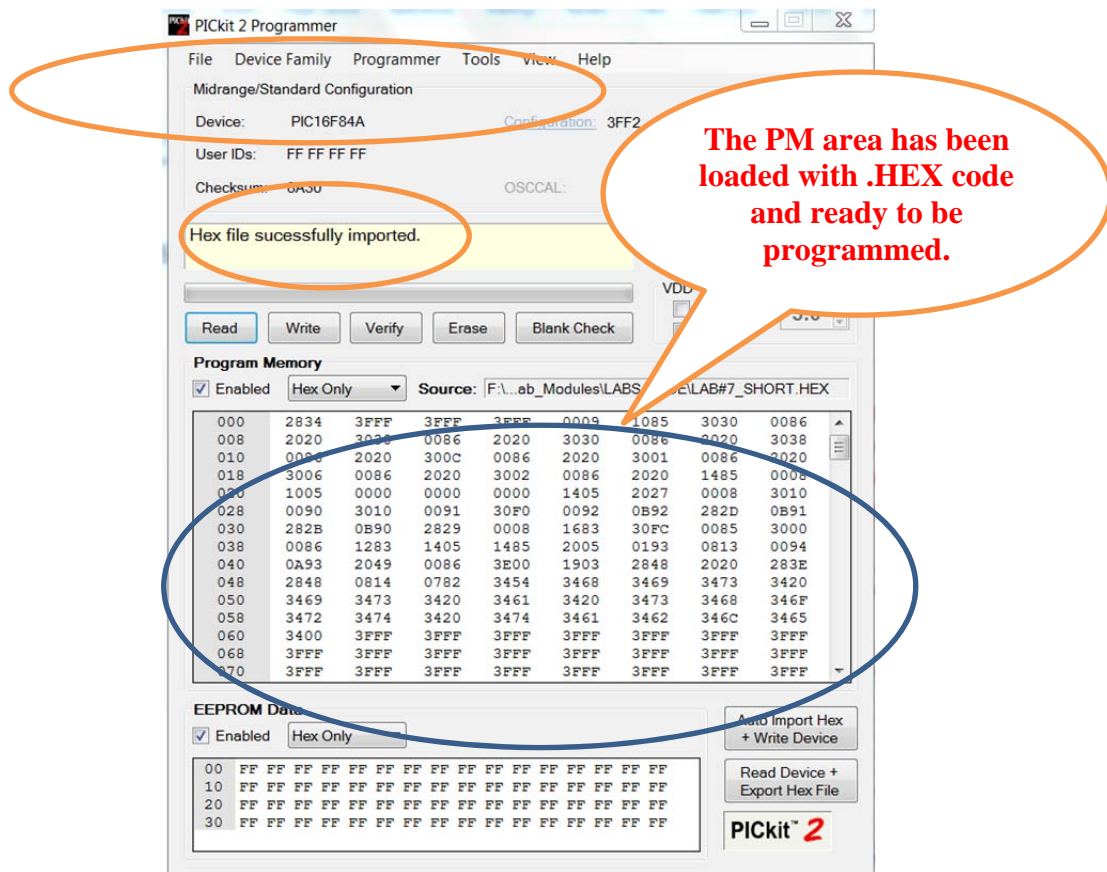 PICkit 2 Programmer
File Device Family Programmer Tools View Help
Midrange/Standard Configuration
Device: PIC16F84A Configuration: 3FF2
User IDs: FF FF FF FF
Checksum: OSCCAL:
The PM area has been
loaded with .HEX code
and ready to be
programmed.
Hex file sucessfully imported.
VDD
Read Write Verify Erase Blank Check
Program Memory
Enabled Hex Only Source: F:\...ab_Modules\LABS \LAB#7_SHORT.HEX
000 2834 3FFF 3FFF 3FFF 0009 1085 3030 0086
008 2020 3030 0086 2020 3030 0086 2020 3038
010 0086 2020 300C 0086 2020 3001 0086 2020
018 3006 0086 2020 3002 0086 2020 1485 0008
020 1005 0000 0000 0000 1405 2027 0008 3010
028 0090 3010 0091 30F0 0092 0B92 282D 0B91
030 282B 0B90 2829 0008 1683 30FC 0085 3000
038 0086 1283 1405 1485 2005 0193 0813 0094
040 0A93 2049 0086 3E00 1903 2848 2020 283E
048 2848 0814 0782 3454 3468 3469 3473 3420
050 3469 3473 3420 3461 3420 3473 3468 346F
058 3472 3474 3420 3474 3461 3462 346C 3465
060 3400 3FFF 3FFF 3FFF 3FFF 3FFF 3FFF 3FFF
068 3FFF 3FFF 3FFF 3FFF 3FFF 3FFF 3FFF 3FFF
070 3FFF 3FFF 3FFF 3FFF 3FFF 3FFF 3FFF 3FFF
EEPROM Data
Enabled Hex Only
Auto Import Hex
+ Write Device
00 FF FF FF FF FF FF FF FF FF FF FF FF FF FF FF FF
10 FF FF FF FF FF FF FF FF FF FF FF FF FF FF FF FF
20 FF FF FF FF FF FF FF FF FF FF FF FF FF FF FF FF
30 FF FF FF FF FF FF FF FF FF FF FF FF FF FF FF FF
Read Device +
Export Hex File
PICkit™ 2